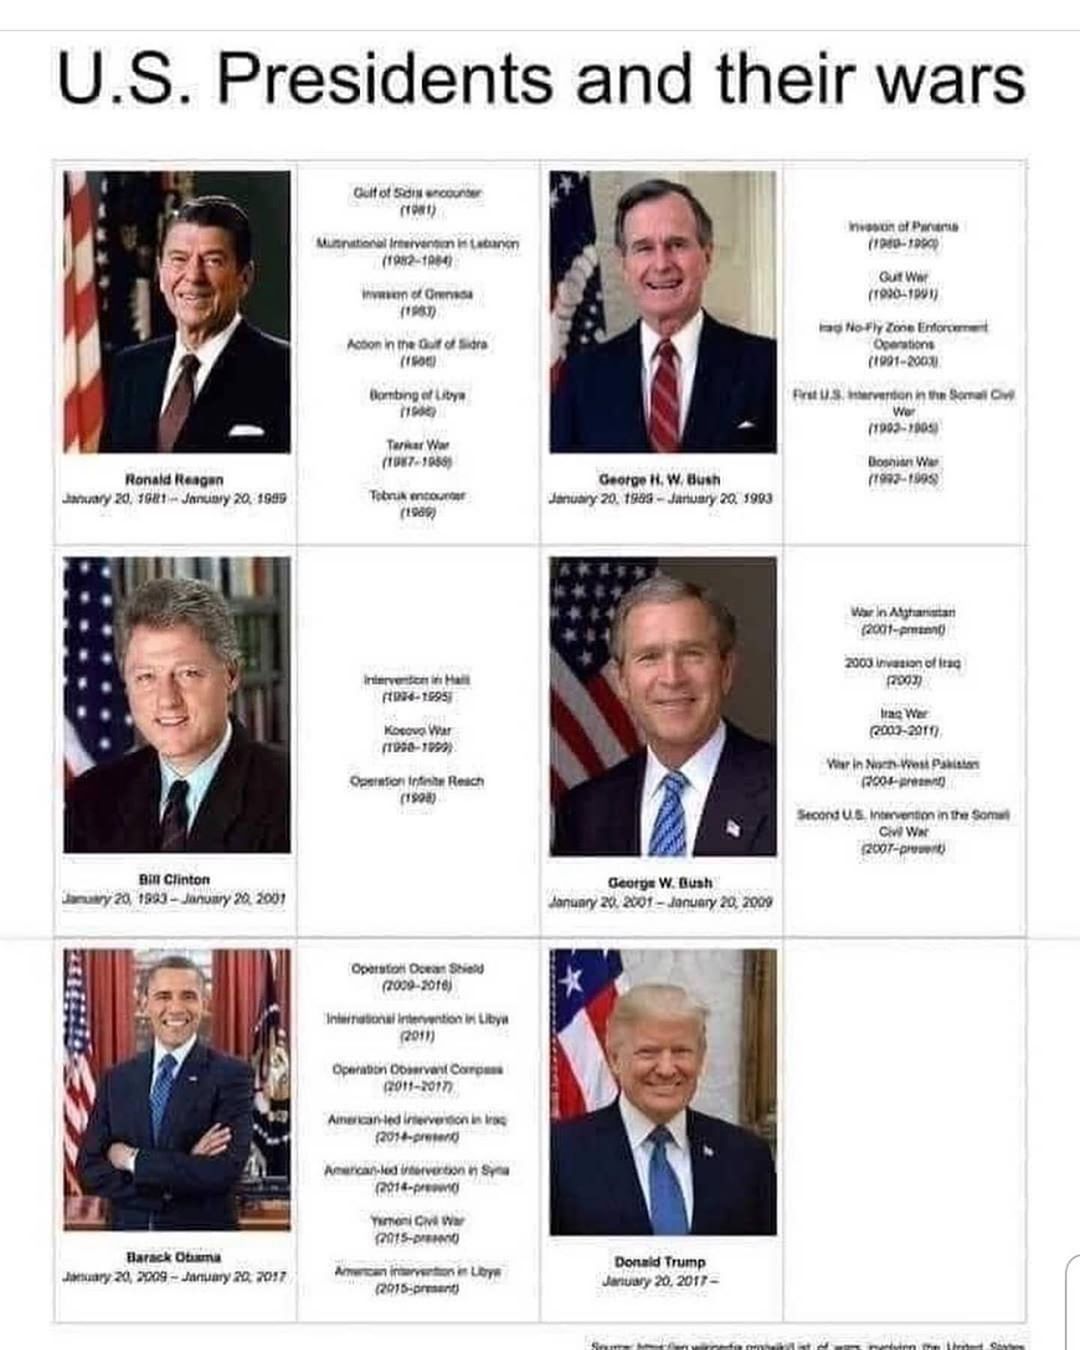 U.S. Presidents and their wars
Gulf of Sidra encounter
(1981)
Multinational Intervention in Lebanon
(1982–1984)
Invasion of Grenada
(1983)
Action in the Gulf of Sidra
(1986)
Bombing of Libya
(1986)
Tanker War
(1987–1988)
Tobruk encounter
(1989)
Ronald Reagan
January 20, 1981 – January 20, 1989
Invasion of Panama
(1989–1990)
Gulf War
(1990–1991)
Iraqi No-Fly Zone Enforcement
Operations
(1991–2003)
First U.S. Intervention in the Somali Civil
War
(1992–1995)
Bosnian War
(1992–1995)
George H. W. Bush
January 20, 1989 – January 20, 1993
Intervention in Haiti
(1994–1995)
Kosovo War
(1998–1999)
Operation Infinite Reach
(1998)
Bill Clinton
January 20, 1993 – January 20, 2001
War in Afghanistan
(2001–present)
2003 invasion of Iraq
(2003)
Iraq War
(2003–2011)
War in North-West Pakistan
(2004–present)
Second U.S. Intervention in the Somali
Civil War
(2007–present)
George W. Bush
January 20, 2001 – January 20, 2009
Operation Ocean Shield
(2009–2016)
International intervention in Libya
(2011)
Operation Observant Compass
(2011–2017)
American-led intervention in Iraq
(2014–present)
American-led intervention in Syria
(2014–present)
Yemeni Civil War
(2015–present)
American intervention in Libya
(2015–present)
Barack Obama
January 20, 2009 – January 20, 2017
Donald Trump
January 20, 2017 –
Source: https://en.wikipedia.org/wiki/List_of_wars_involving_the_United_States